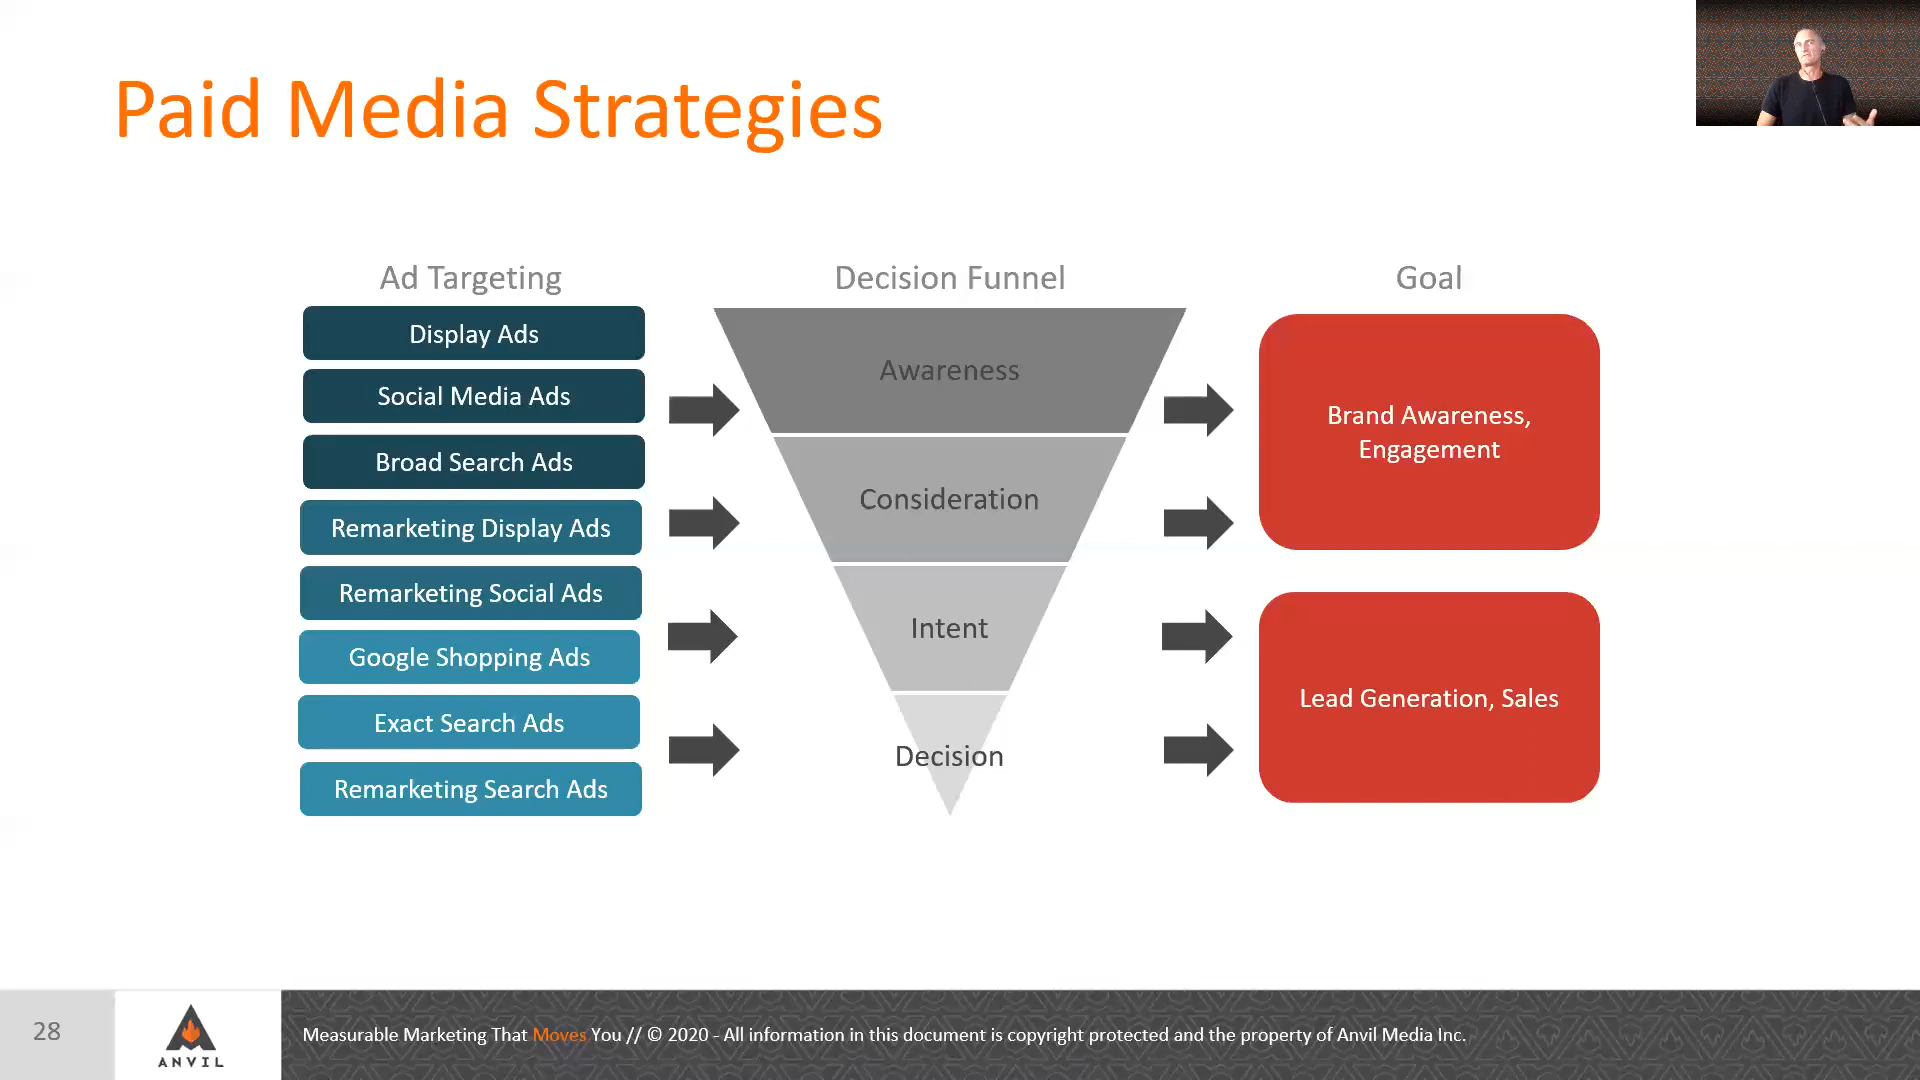 Paid Media Strategies
Ad Targeting
Display Ads
Social Media Ads
Broad Search Ads
Remarketing Display Ads
Remarketing Social Ads
Google Shopping Ads
Exact Search Ads
Remarketing Search Ads
Decision Funnel
Awareness
Consideration
Intent
Decision
Goal
Brand Awareness,
Engagement
Lead Generation, Sales
28
ANVIL
Measurable Marketing That Moves You // © 2020 - All information in this document is copyright protected and the property of Anvil Media Inc.